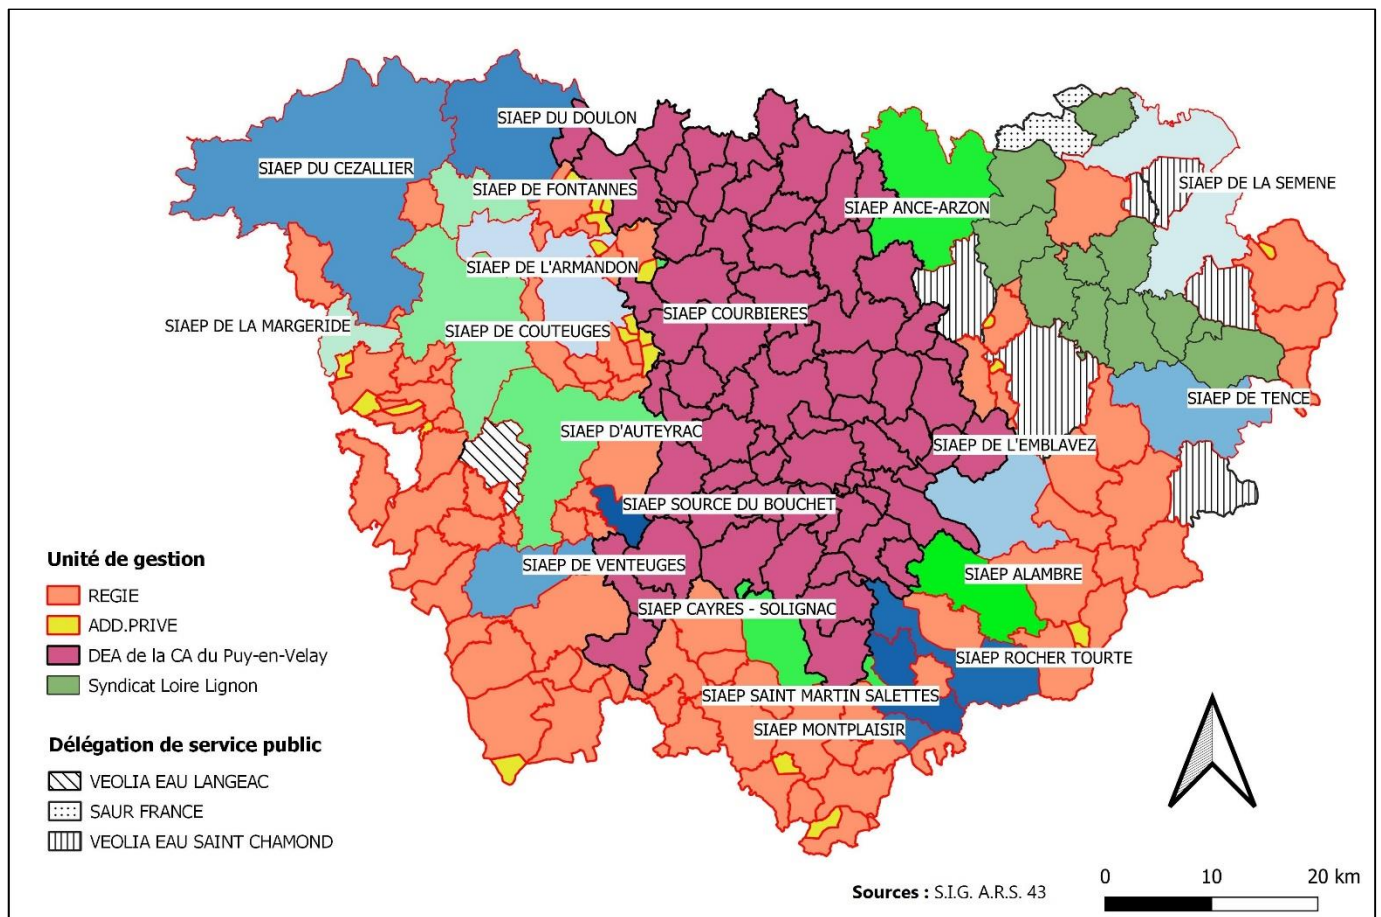 SIAEP DU DOULON
SIAEP DU CEZALLIER
SIAEP DE FONTANNES
SIAEP DE LA SEMENE
SIAEP ANCE-ARZON
SIAEP DE L'ARMANDON
SIAEP COURBIERES
SIAEP DE LA MARGERIDE
SIAEP DE COUTEUGES
SIAEP DE TENCE
SIAEP D'AUTEYRAC
SIAEP DE L'EMBLAVEZ
SIAEP SOURCE DU BOUCHET
SIAEP DE VENTEUGES
SIAEP ALAMBRE
SIAEP CAYRES - SOLIGNAC
SIAEP ROCHER TOURTE
SIAEP SAINT MARTIN SALETTES
SIAEP MONTPLAISIR
Unité de gestion
REGIE
ADD.PRIVE
DEA de la CA du Puy-en-Velay
Syndicat Loire Lignon
Délégation de service public
VEOLIA EAU LANGEAC
SAUR FRANCE
VEOLIA EAU SAINT CHAMOND
Sources : S.I.G. A.R.S. 43
0 10 20 km